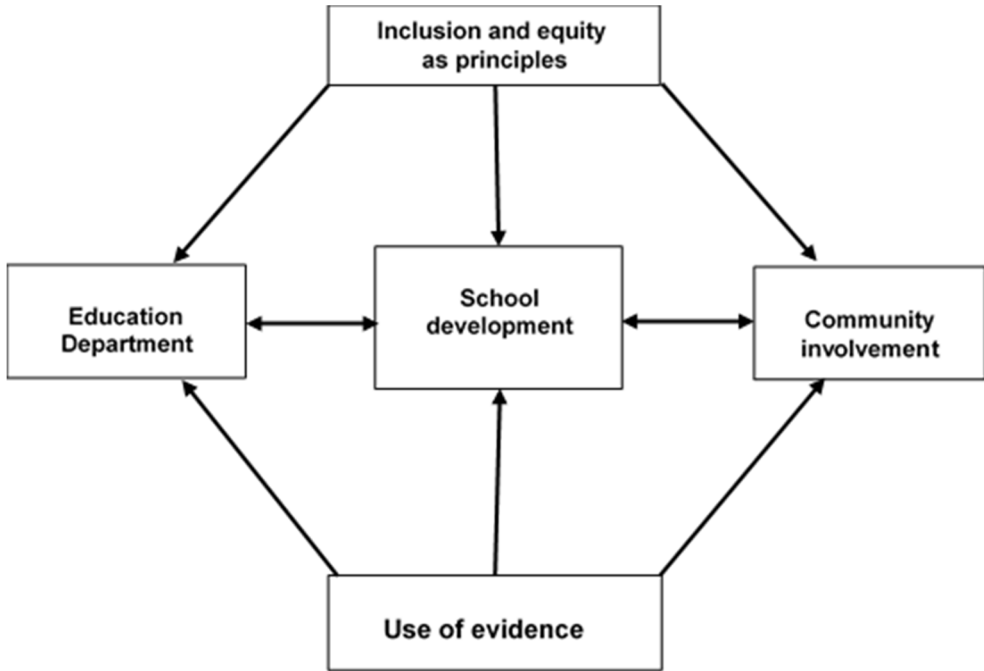 Inclusion and equity
as principles
Education
Department
School
development
Community
involvement
Use of evidence